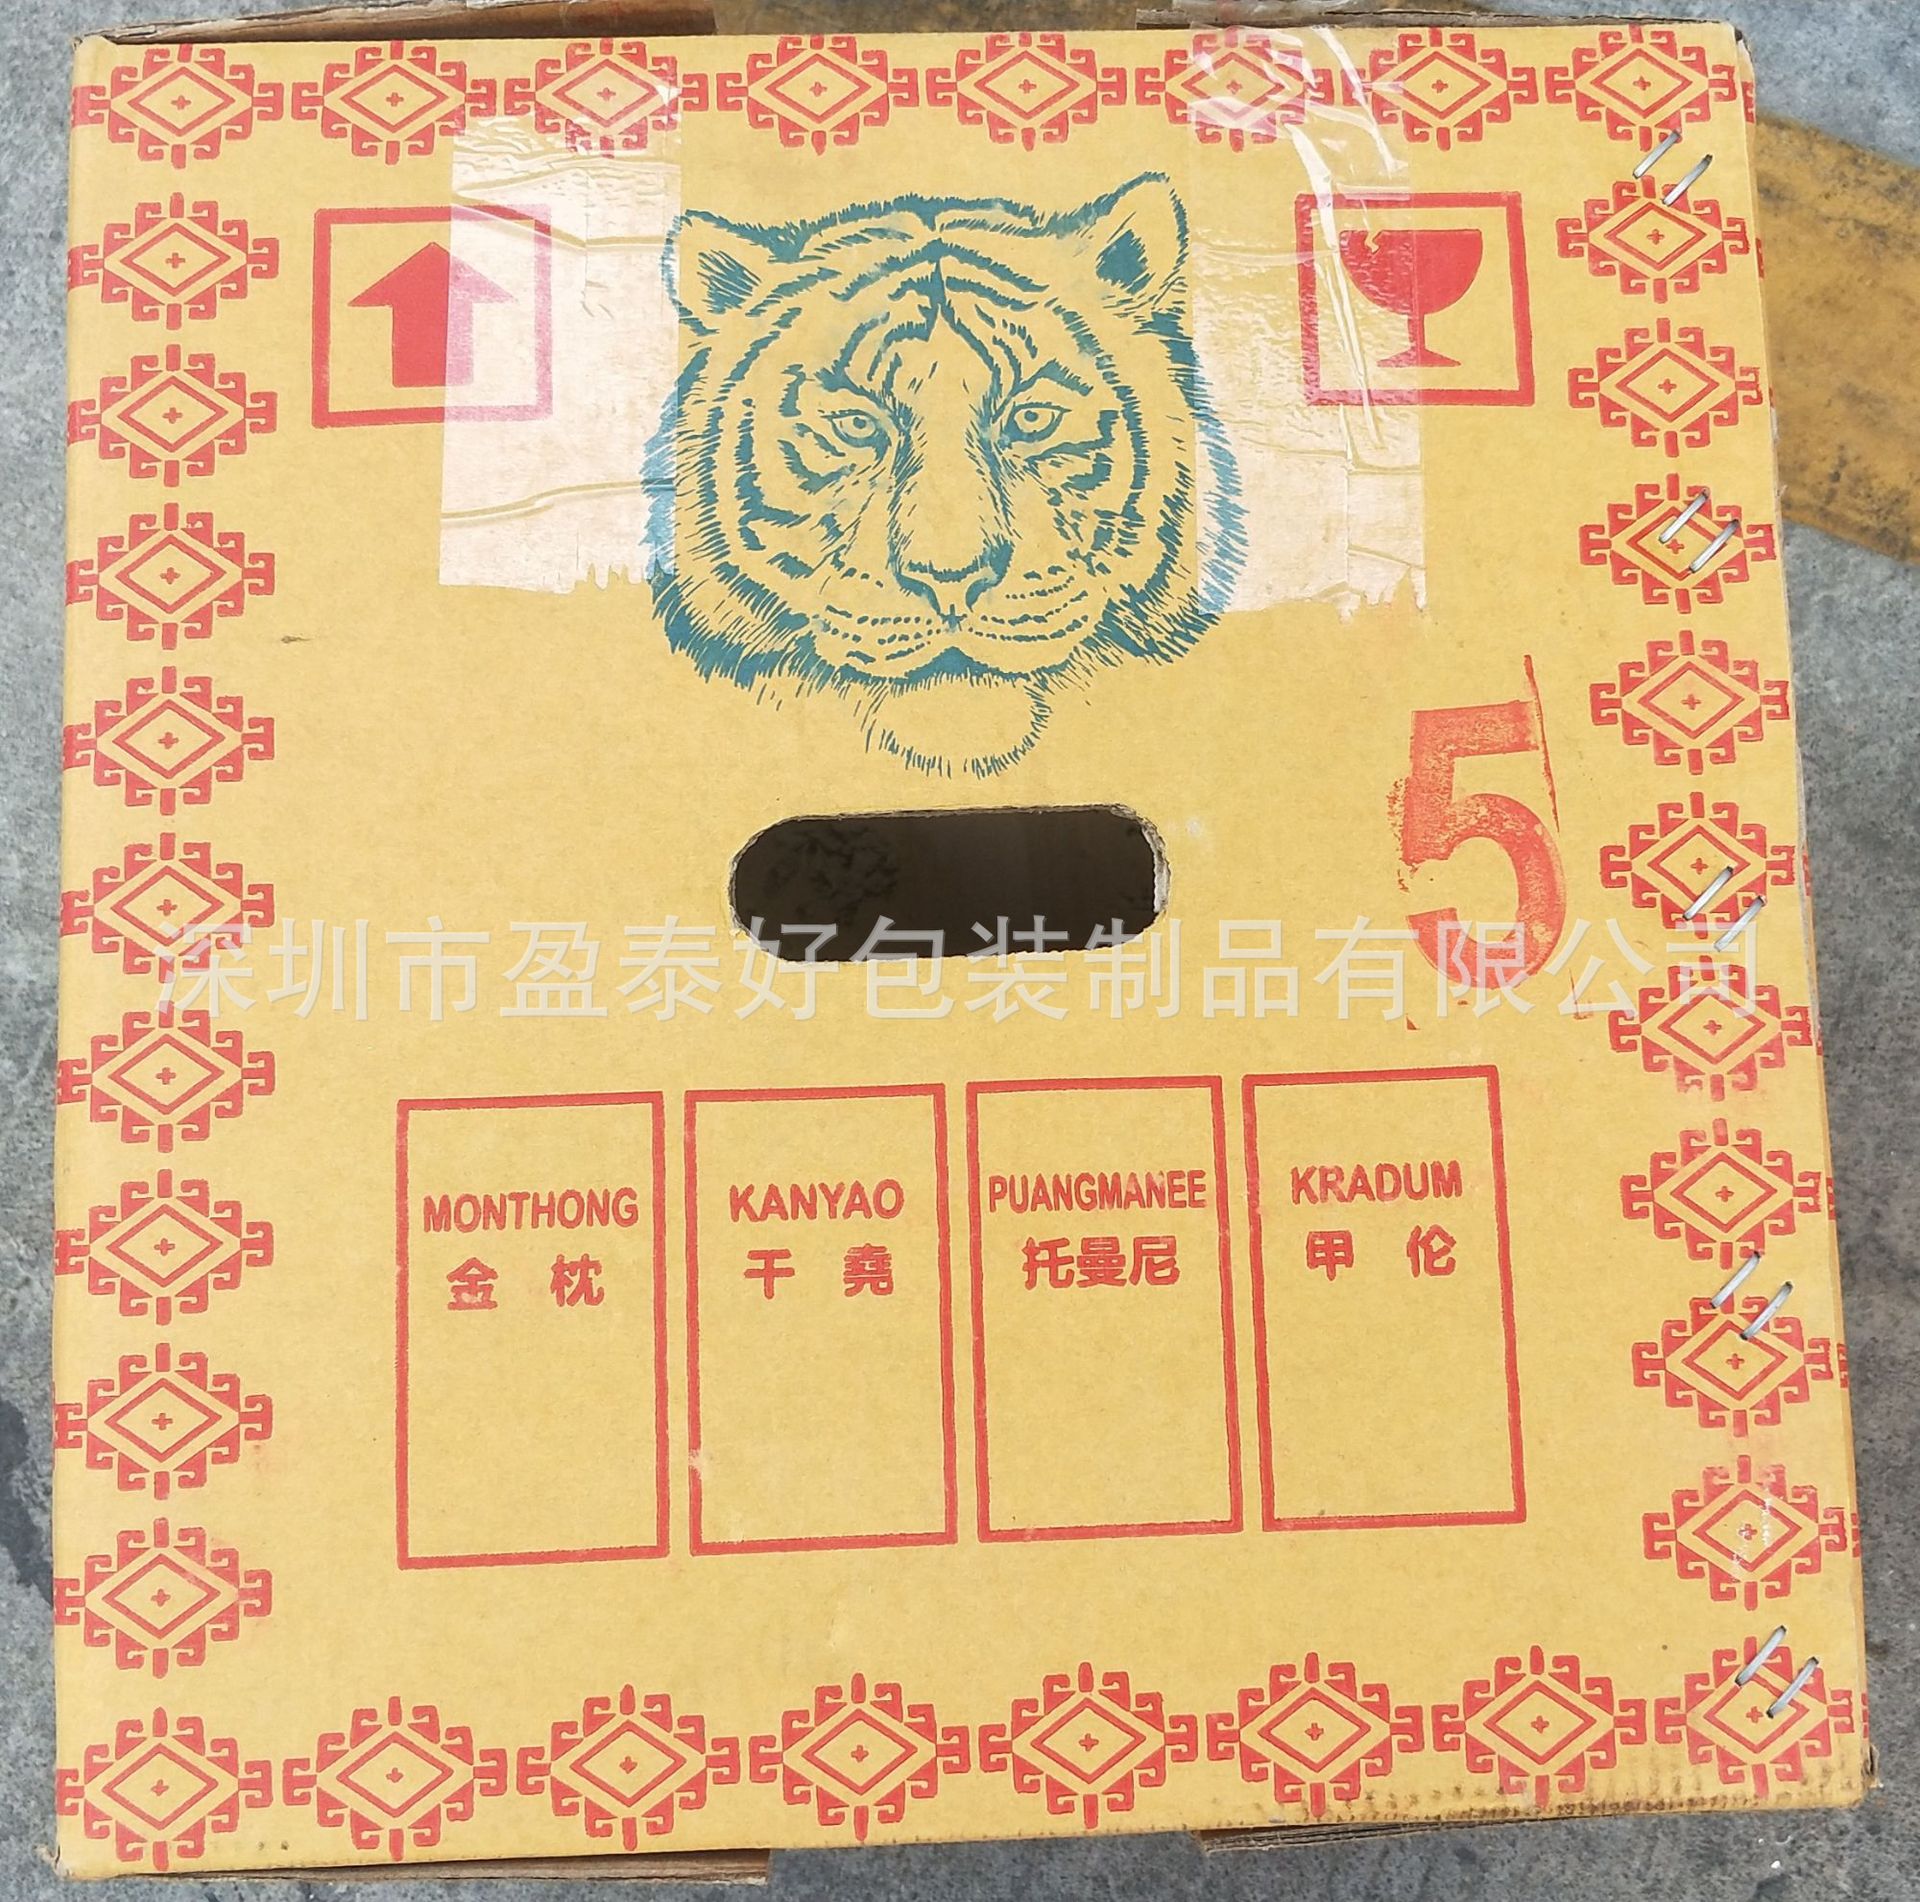 5
深圳市盈泰好包装制品有限公司
MONTHONG
金 枕
KANYAO
干 尧
PUANGMANEE
托曼尼
KRADUM
甲 伦